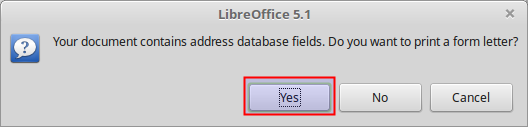 LibreOffice 5.1
Your document contains address database fields. Do you want to print a form letter?
Yes
No
Cancel